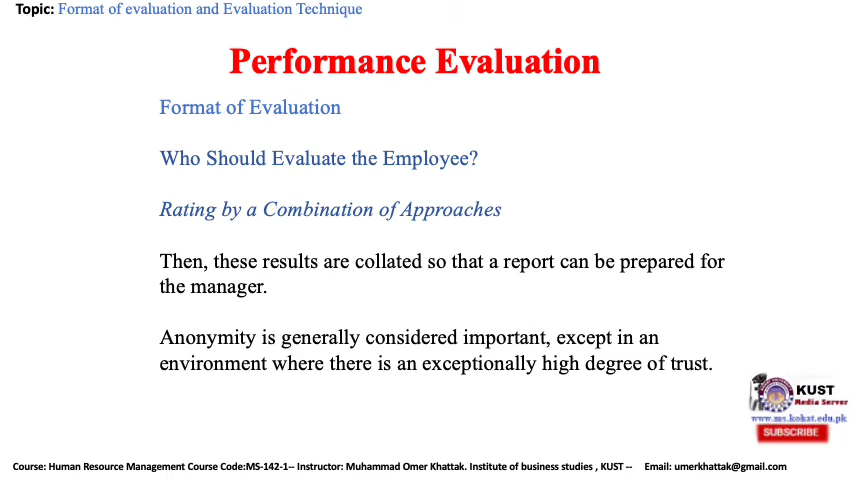 Topic: Format of evaluation and Evaluation Technique
Performance Evaluation
Format of Evaluation
Who Should Evaluate the Employee?
Rating by a Combination of Approaches
Then, these results are collated so that a report can be prepared for
the manager.
Anonymity is generally considered important, except in an
environment where there is an exceptionally high degree of trust.
KUST
Media Server
www.ms.kohat.edu.pk
SUBSCRIBE
Course: Human Resource Management Course Code:MS-142-1-- Instructor: Muhammad Omer Khattak. Institute of business studies , KUST -- Email: umerkhattak@gmail.com